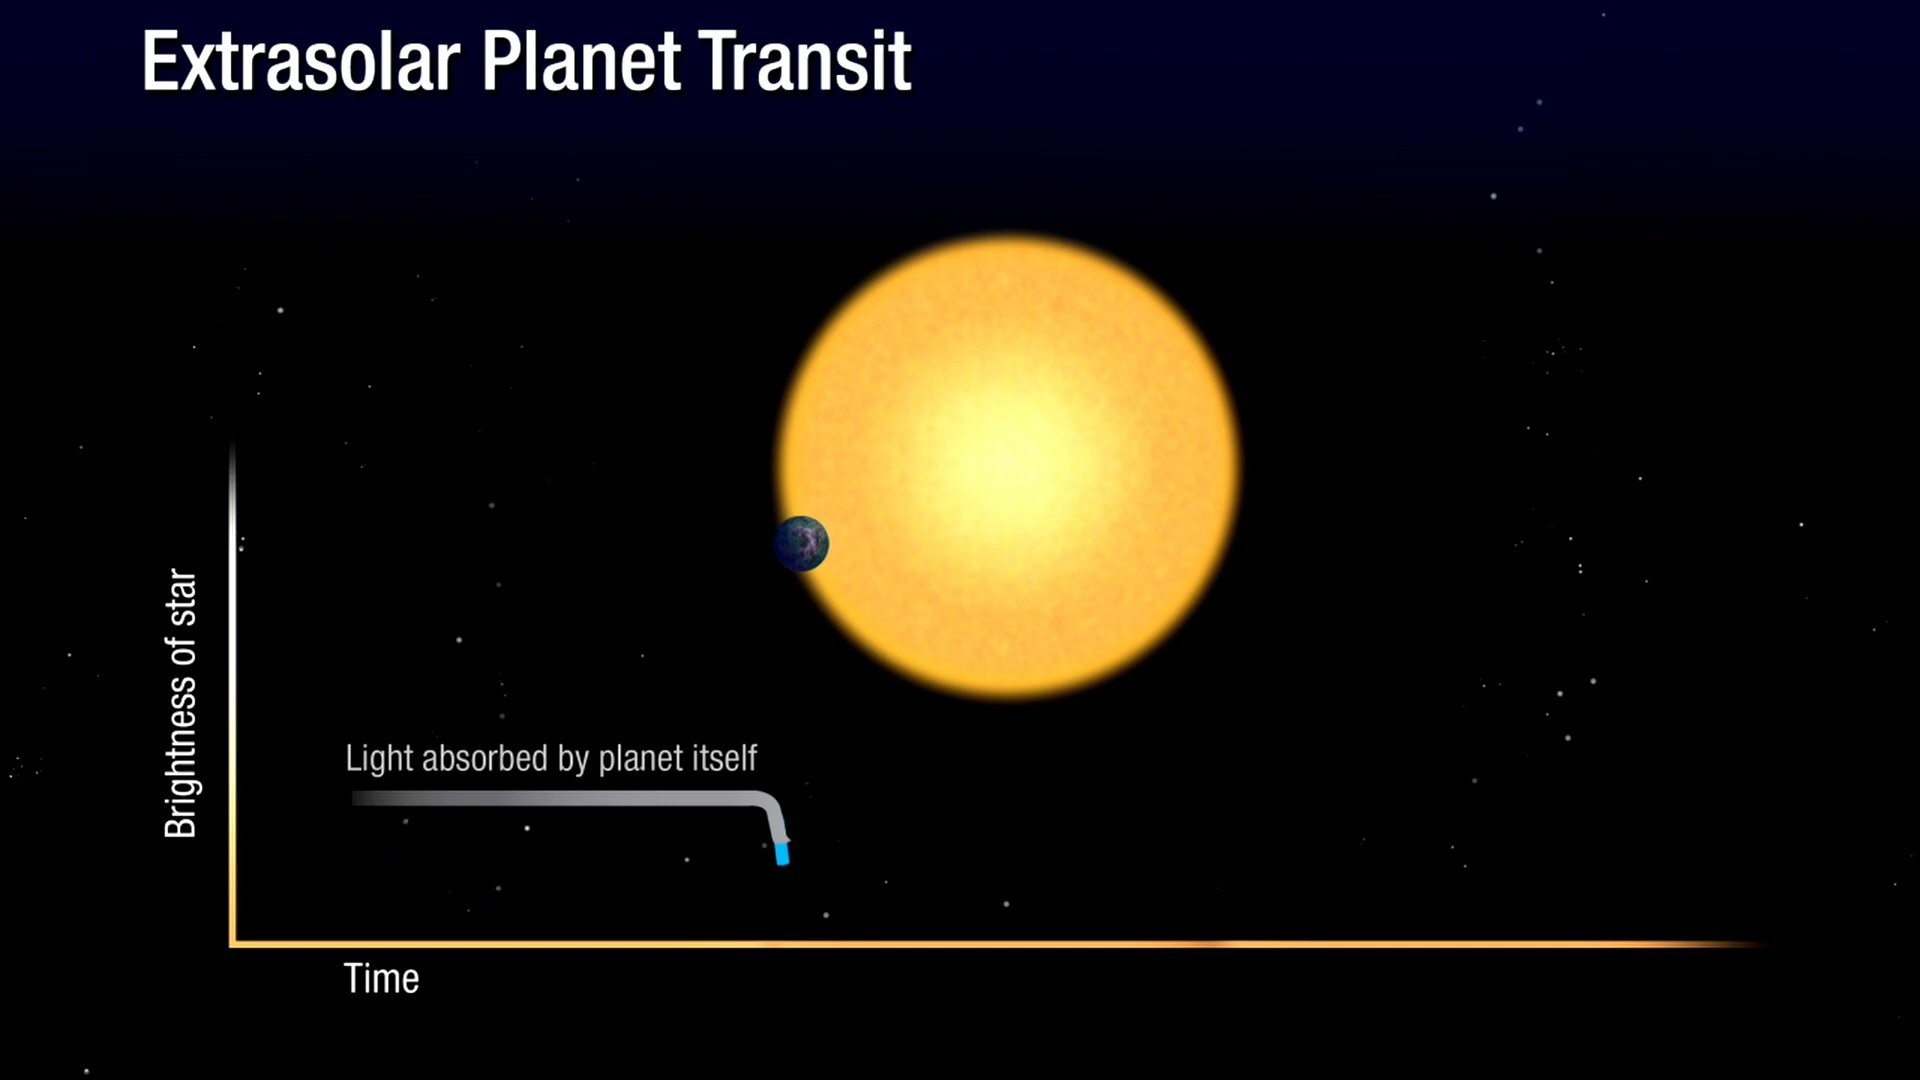 Extrasolar Planet Transit
Brightness of star
Light absorbed by planet itself
Time